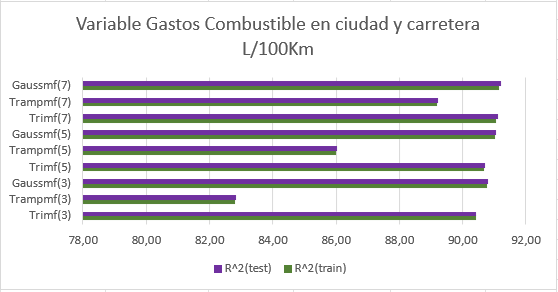 Variable Gastos Combustible en ciudad y carretera
L/100Km
Gaussmf(7)
Trampmf(7)
Trimf(7)
Gaussmf(5)
Trampmf(5)
Trimf(5)
Gaussmf(3)
Trampmf(3)
Trimf(3)
78,00 80,00 82,00 84,00 86,00 88,00 90,00 92,00
R^2(test) R^2(train)